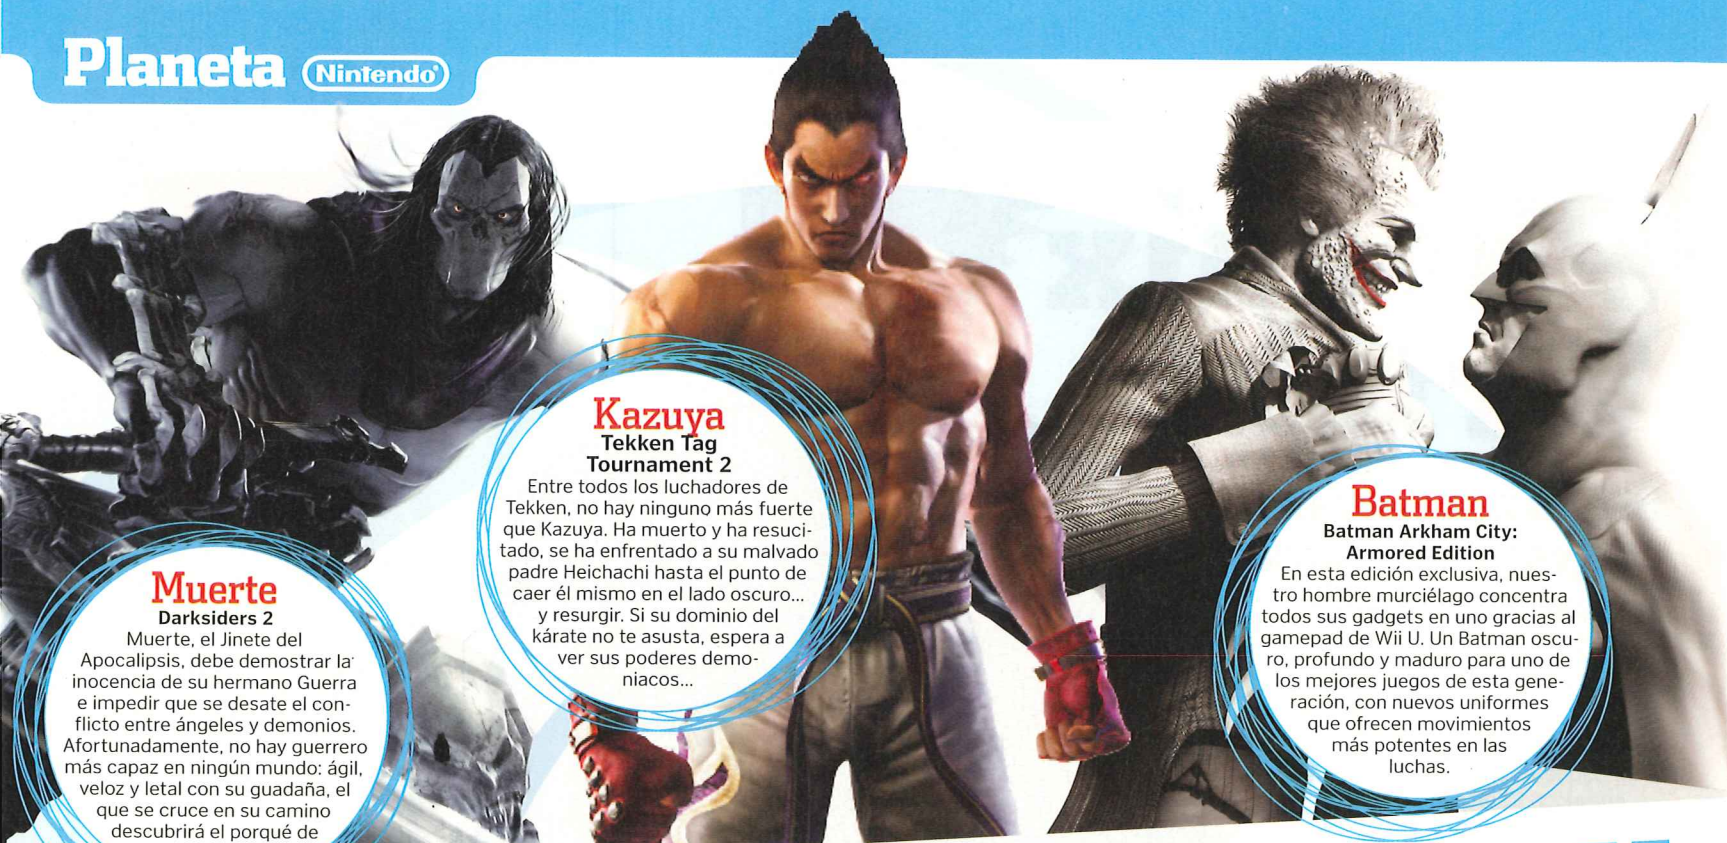 Planeta Nintendo
Muerte
Darksiders 2
Muerte, el Jinete del
Apocalipsis, debe demostrar la
inocencia de su hermano Guerra
e impedir que se desate el con-
flicto entre ángeles y demonios.
Afortunadamente, no hay guerrero
más capaz en ningún mundo: ágil,
veloz y letal con su guadaña, el
que se cruce en su camino
descubrirá el porqué de
Kazuya
Tekken Tag
Tournament 2
Entre todos los luchadores de
Tekken, no hay ninguno más fuerte
que Kazuya. Ha muerto y ha resuci-
tado, se ha enfrentado a su malvado
padre Heichachi hasta el punto de
caer él mismo en el lado oscuro...
y resurgir. Si su dominio del
kárate no te asusta, espera a
ver sus poderes demo-
niacos...
Batman
Batman Arkham City:
Armored Edition
En esta edición exclusiva, nues-
tro hombre murciélago concentra
todos sus gadgets en uno gracias al
gamepad de Wii U. Un Batman oscu-
ro, profundo y maduro para uno de
los mejores juegos de esta gene-
ración, con nuevos uniformes
que ofrecen movimientos
más potentes en las
luchas.